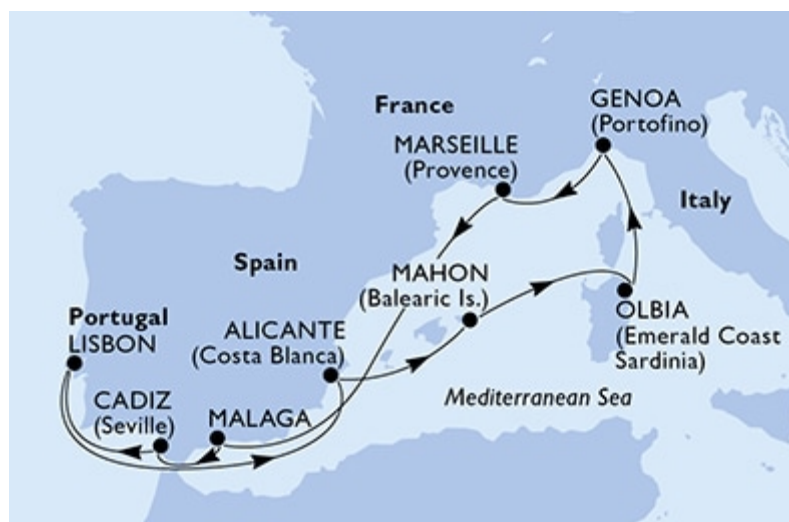 France
GENOA
(Portofino)
MARSEILLE
(Provence)
Italy
Spain
MAHON
(Balearic Is.)
Portugal
LISBON
ALICANTE
(Costa Blanca)
OLBIA
(Emerald Coast
Sardinia)
CADIZ
(Seville)
MALAGA
Mediterranean Sea